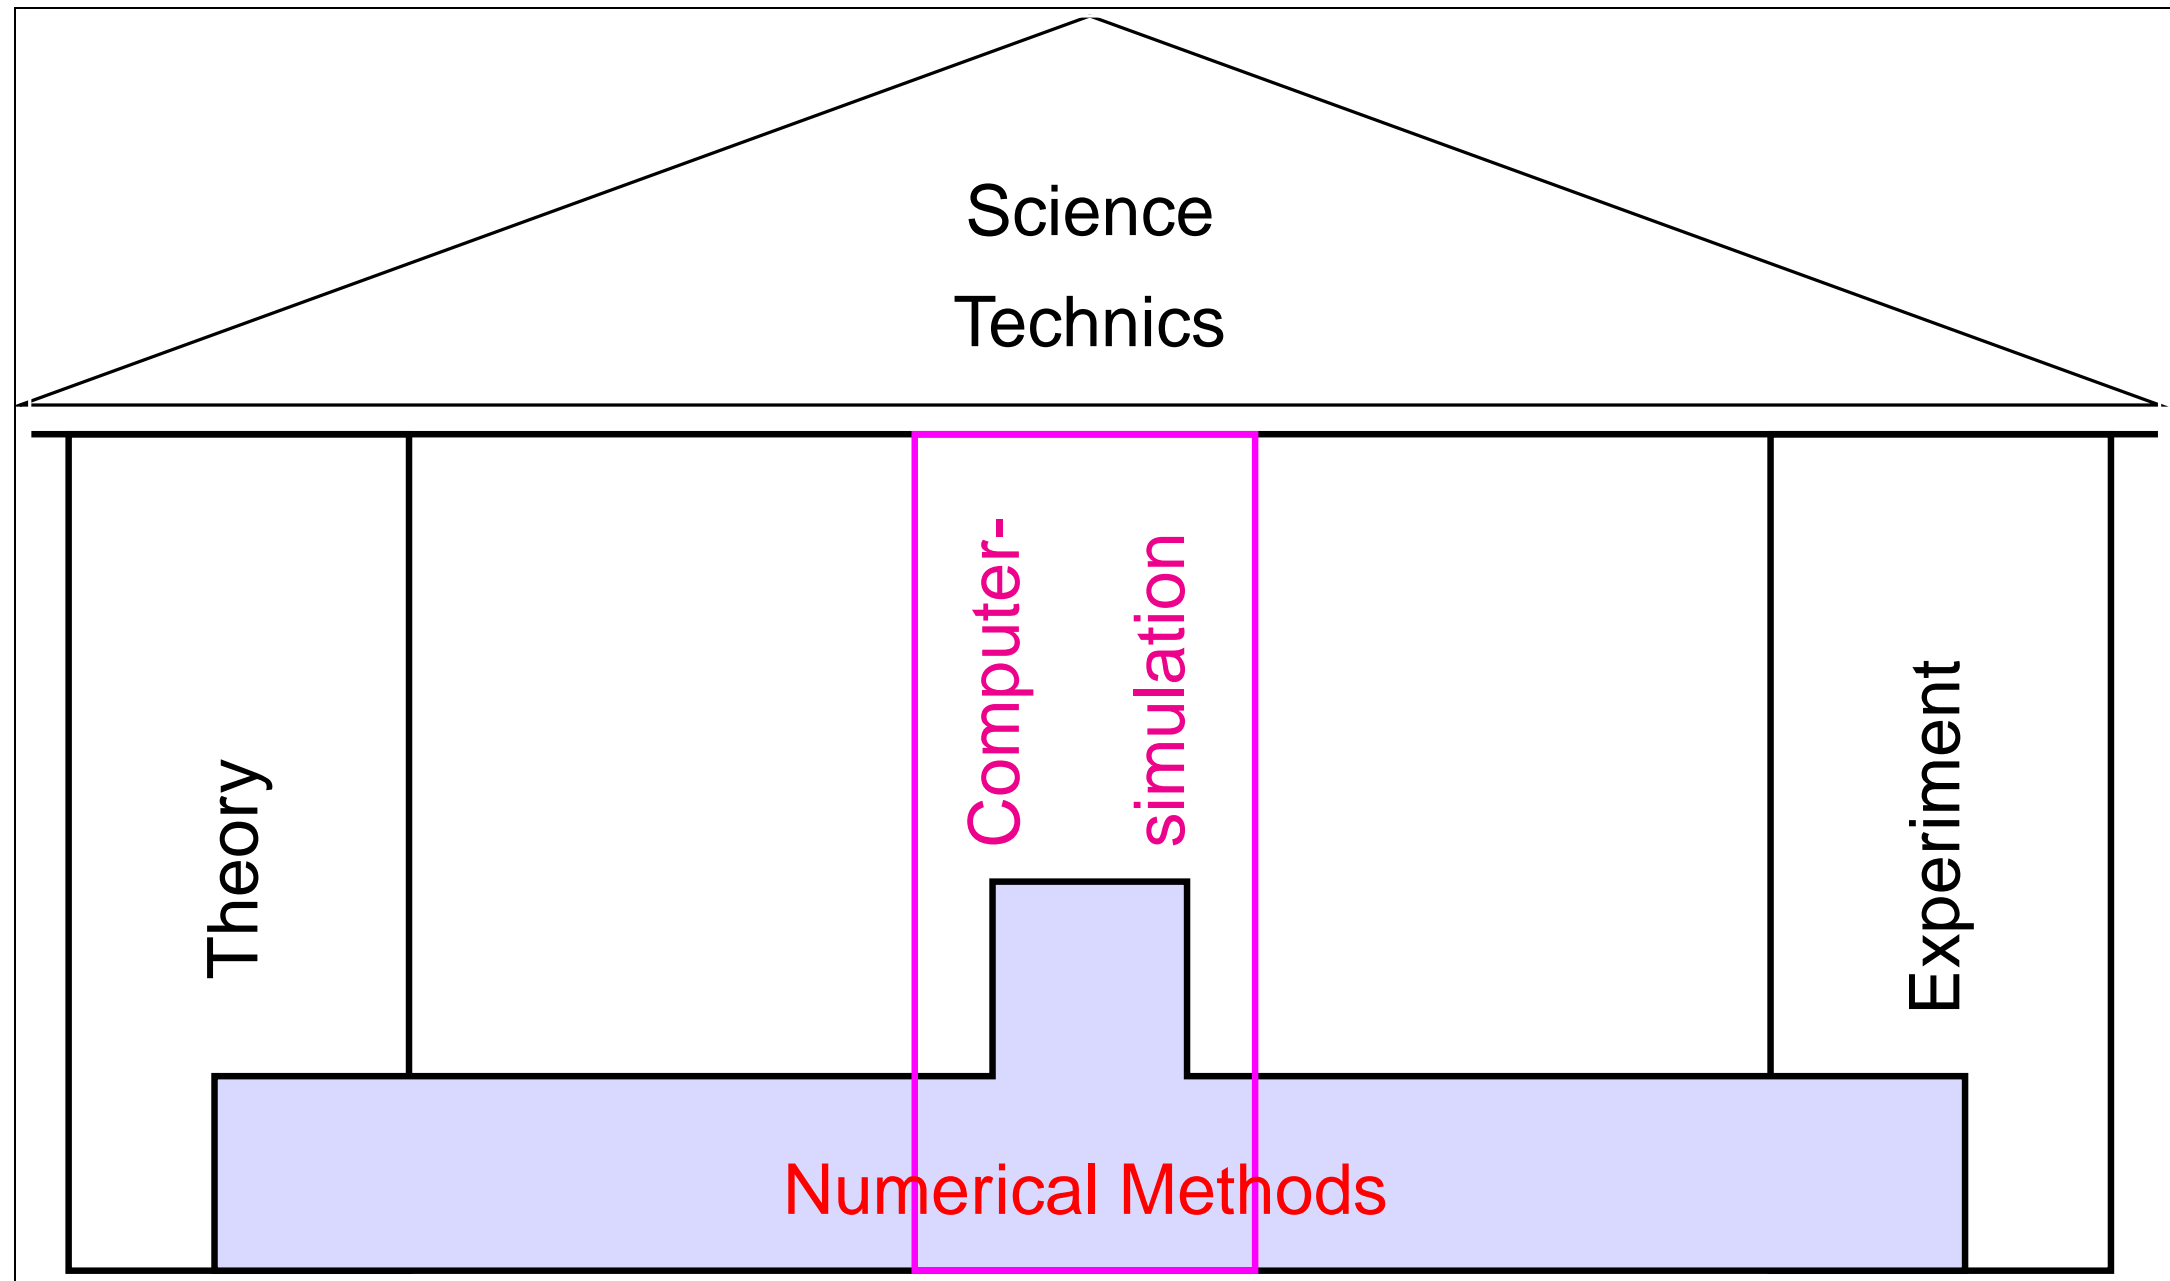 Science
Technics
Theory
Computer-
simulation
Experiment
Numerical Methods